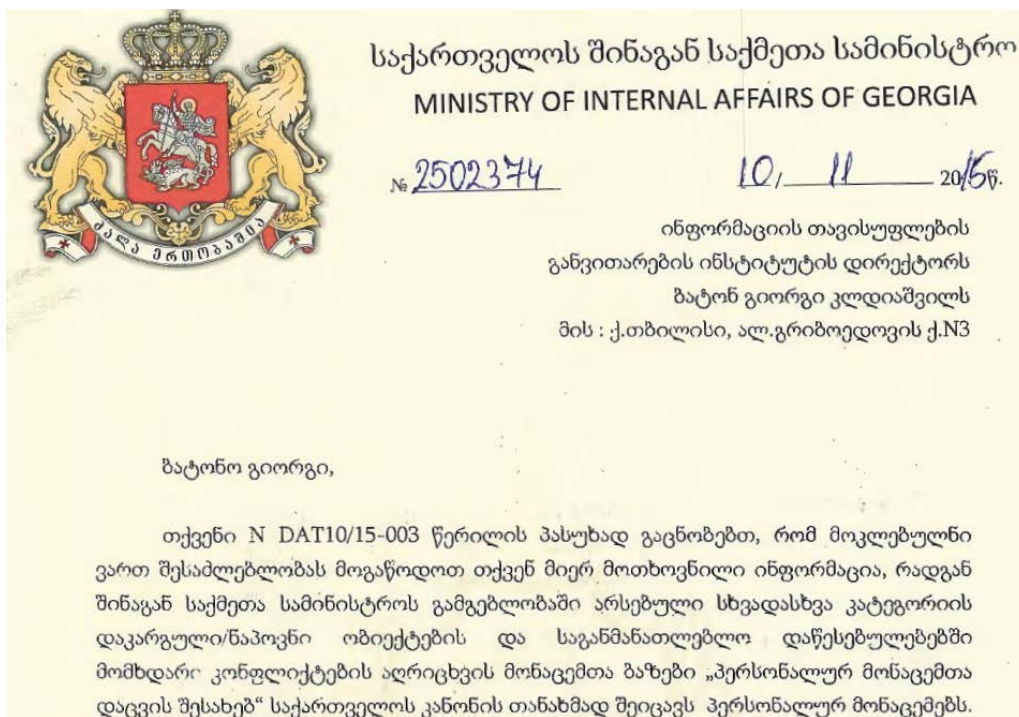 საქართველოს შინაგან საქმეთა სამინისტრო
MINISTRY OF INTERNAL AFFAIRS OF GEORGIA
№ 2502374 10, 11 2015წ.
ძალა ერთობაშია
ინფორმაციის თავისუფლების
განვითარების ინსტიტუტის დირექტორს
ბატონ გიორგი კლდიაშვილს
მის : ქ.თბილისი, ალ.გრიბოედოვის ქ.N3
ბატონო გიორგი,
თქვენი N DAT10/15-003 წერილის პასუხად გაცნობებთ, რომ მოკლებულნი
ვართ შესაძლებლობას მოგაწოდოთ თქვენ მიერ მოთხოვნილი ინფორმაცია, რადგან
შინაგან საქმეთა სამინისტროს გამგებლობაში არსებული სხვადასხვა კატეგორიის
დაკარგული/ნაპოვნი ობიექტების და საგანმანათლებლო დაწესებულებებში
მომხდარი კონფლიქტების აღრიცხვის მონაცემთა ბაზები „პერსონალურ მონაცემთა
დაცვის შესახებ“ საქართველოს კანონის თანახმად შეიცავს პერსონალურ მონაცემებს.